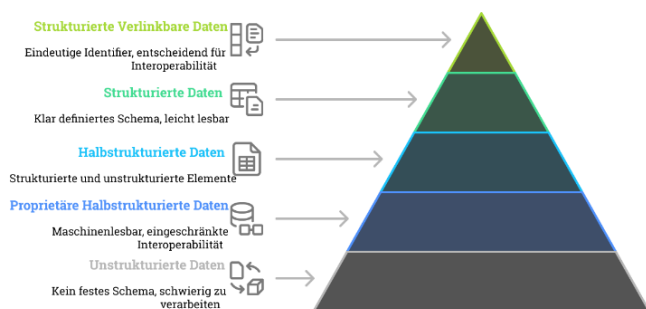 Strukturierte Verlinkbare Daten
Eindeutige Identifier, entscheidend für
Interoperabilität
Strukturierte Daten
Klar definiertes Schema, leicht lesbar
Halbstrukturierte Daten
Strukturierte und unstrukturierte Elemente
Proprietäre Halbstrukturierte Daten
Maschinenlesbar, eingeschränkte
Interoperabilität
Unstrukturierte Daten
Kein festes Schema, schwierig zu
verarbeiten